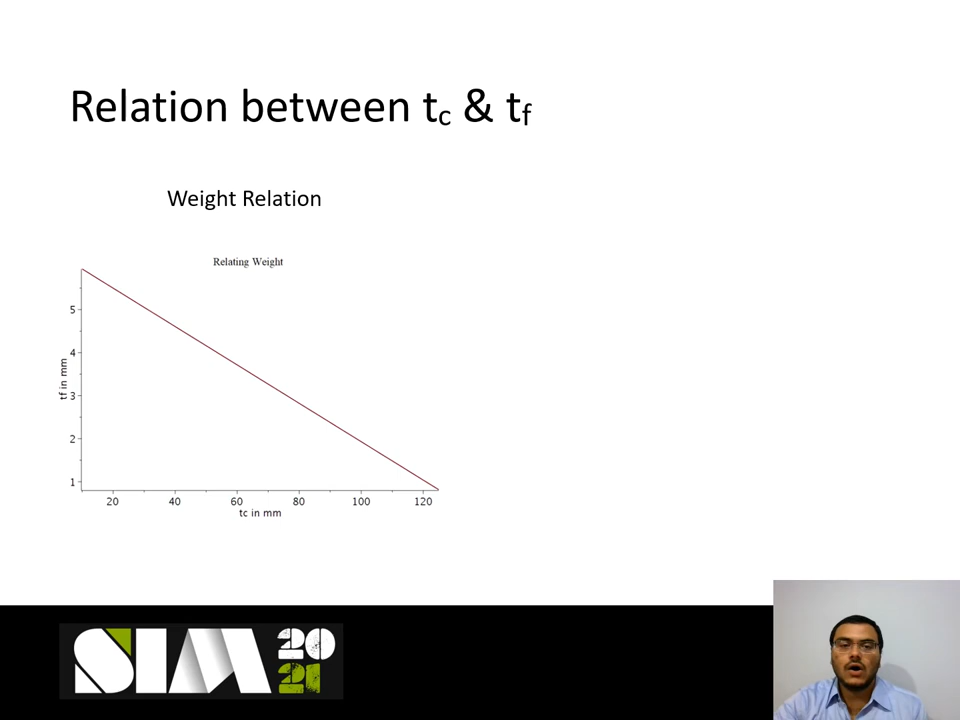 Relation between tc & tf
Weight Relation
Relating Weight
5
4
3
2
1
tf in mm
20 40 60 80 100 120
tc in mm
SIM 20
21